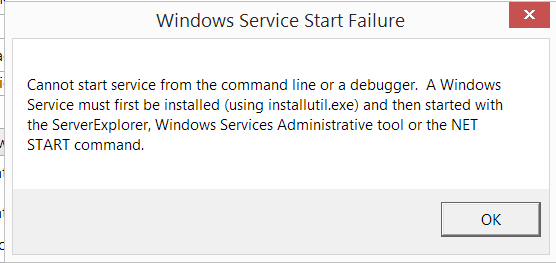 Windows Service Start Failure
Cannot start service from the command line or a debugger. A Windows
Service must first be installed (using installutil.exe) and then started with
the ServerExplorer, Windows Services Administrative tool or the NET
START command.
OK